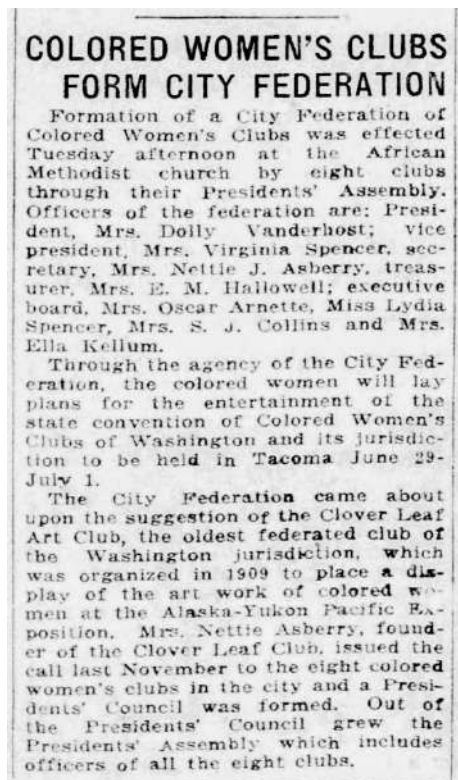 COLORED WOMEN'S CLUBS
FORM CITY FEDERATION
Formation of a City Federation of
Colored Women's Clubs was effected
Tuesday afternoon at the African
Methodist church by eight clubs
through their Presidents' Assembly.
Officers of the federation are: Presi-
dent, Mrs. Dolly Vanderhost; vice
president, Mrs. Virginia Spencer, sec-
retary, Mrs. Nettie J. Asberry, treas-
urer, Mrs. E. M. Hallowell; executive
board, Mrs. Oscar Arnette, Miss Lydia
Spencer, Mrs. S. J. Collins and Mrs.
Ella Kellum.
Through the agency of the City Fed-
eration, the colored women will lay
plans for the entertainment of the
state convention of Colored Women's
Clubs of Washington and its jurisdic-
tion to be held in Tacoma June 29-
July 1.
The City Federation came about
upon the suggestion of the Clover Leaf
Art Club, the oldest federated club of
the Washington jurisdiction, which
was organized in 1909 to place a dis-
play of the art work of colored wo-
men at the Alaska-Yukon Pacific Ex-
position. Mrs. Nettie Asberry, found-
er of the Clover Leaf Club, issued the
call last November to the eight colored
women's clubs in the city and a Presi-
dents' Council was formed. Out of
the Presidents' Council grew the
Presidents' Assembly which includes
officers of all the eight clubs.